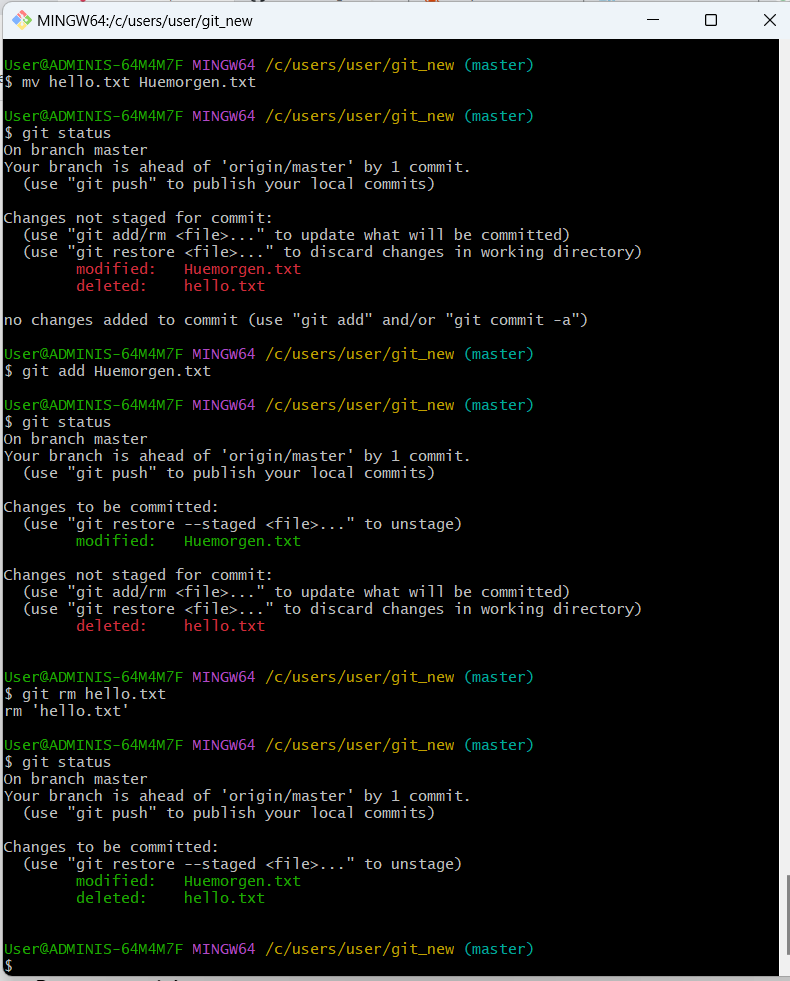 MINGW64:/c/users/user/git_new
User@ADMINIS-64M4M7F MINGW64 /c/users/user/git_new (master)
$ mv hello.txt Huemorgen.txt
User@ADMINIS-64M4M7F MINGW64 /c/users/user/git_new (master)
$ git status
On branch master
Your branch is ahead of 'origin/master' by 1 commit.
  (use "git push" to publish your local commits)
Changes not staged for commit:
  (use "git add/rm <file>..." to update what will be committed)
  (use "git restore <file>..." to discard changes in working directory)
        modified:   Huemorgen.txt
        deleted:    hello.txt
no changes added to commit (use "git add" and/or "git commit -a")
User@ADMINIS-64M4M7F MINGW64 /c/users/user/git_new (master)
$ git add Huemorgen.txt
User@ADMINIS-64M4M7F MINGW64 /c/users/user/git_new (master)
$ git status
On branch master
Your branch is ahead of 'origin/master' by 1 commit.
  (use "git push" to publish your local commits)
Changes to be committed:
  (use "git restore --staged <file>..." to unstage)
        modified:   Huemorgen.txt
Changes not staged for commit:
  (use "git add/rm <file>..." to update what will be committed)
  (use "git restore <file>..." to discard changes in working directory)
        deleted:    hello.txt
User@ADMINIS-64M4M7F MINGW64 /c/users/user/git_new (master)
$ git rm hello.txt
rm 'hello.txt'
User@ADMINIS-64M4M7F MINGW64 /c/users/user/git_new (master)
$ git status
On branch master
Your branch is ahead of 'origin/master' by 1 commit.
  (use "git push" to publish your local commits)
Changes to be committed:
  (use "git restore --staged <file>..." to unstage)
        modified:   Huemorgen.txt
        deleted:    hello.txt
User@ADMINIS-64M4M7F MINGW64 /c/users/user/git_new (master)
$